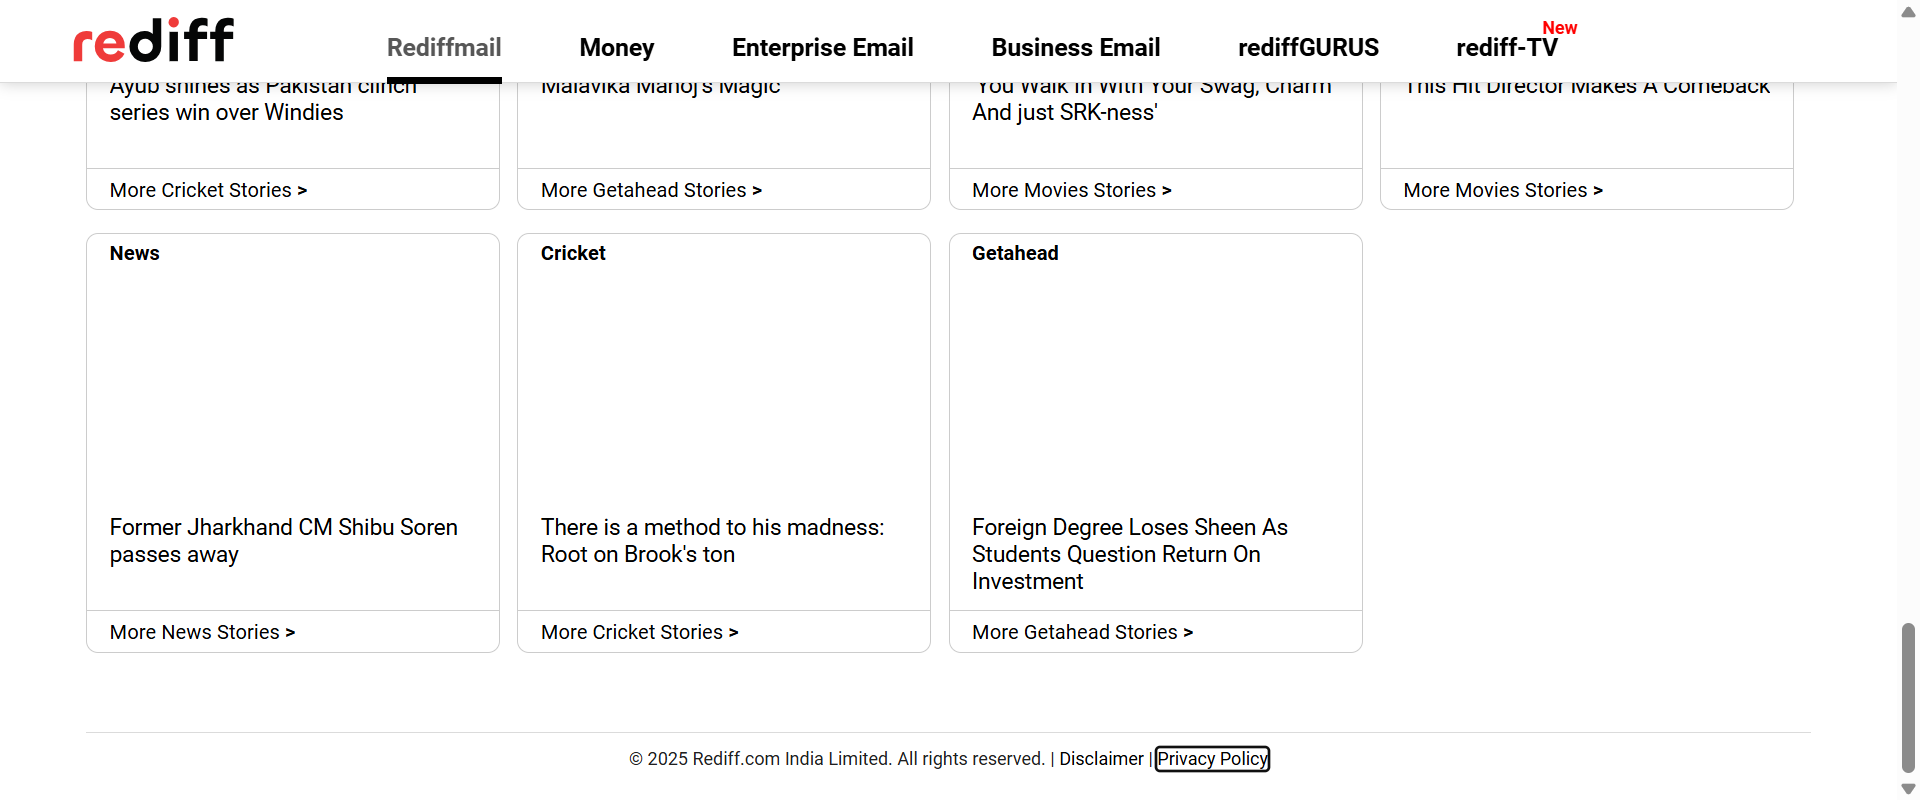 rediff
Rediffmail
Money
Enterprise Email
Business Email
rediffGURUS
rediff-TV
New
Ayub shines as Pakistan clinch
series win over Windies
More Cricket Stories >
Malavika Manoj's Magic
More Getahead Stories >
'You Walk In With Your Swag, Charm
And just SRK-ness'
More Movies Stories >
This Hit Director Makes A Comeback
More Movies Stories >
News
Former Jharkhand CM Shibu Soren
passes away
More News Stories >
Cricket
There is a method to his madness:
Root on Brook's ton
More Cricket Stories >
Getahead
Foreign Degree Loses Sheen As
Students Question Return On
Investment
More Getahead Stories >
© 2025 Rediff.com India Limited. All rights reserved. | Disclaimer | Privacy Policy